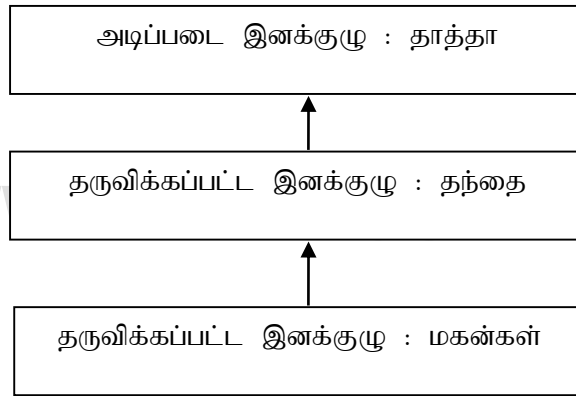 அடிப்படை இனக்குழு : தாத்தா
தருவிக்கப்பட்ட இனக்குழு : தந்தை
தருவிக்கப்பட்ட இனக்குழு : மகன்கள்